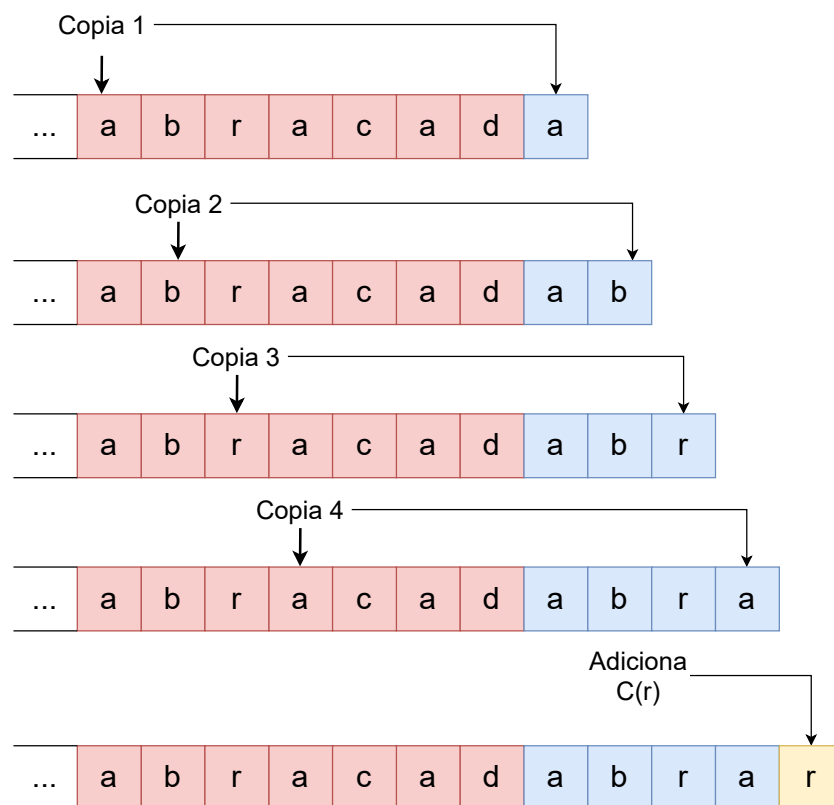 Copia 1
... a b r a c a d a
Copia 2
... a b r a c a d a b
Copia 3
... a b r a c a d a b r
Copia 4
... a b r a c a d a b r a
Adiciona
C(r)
... a b r a c a d a b r a r